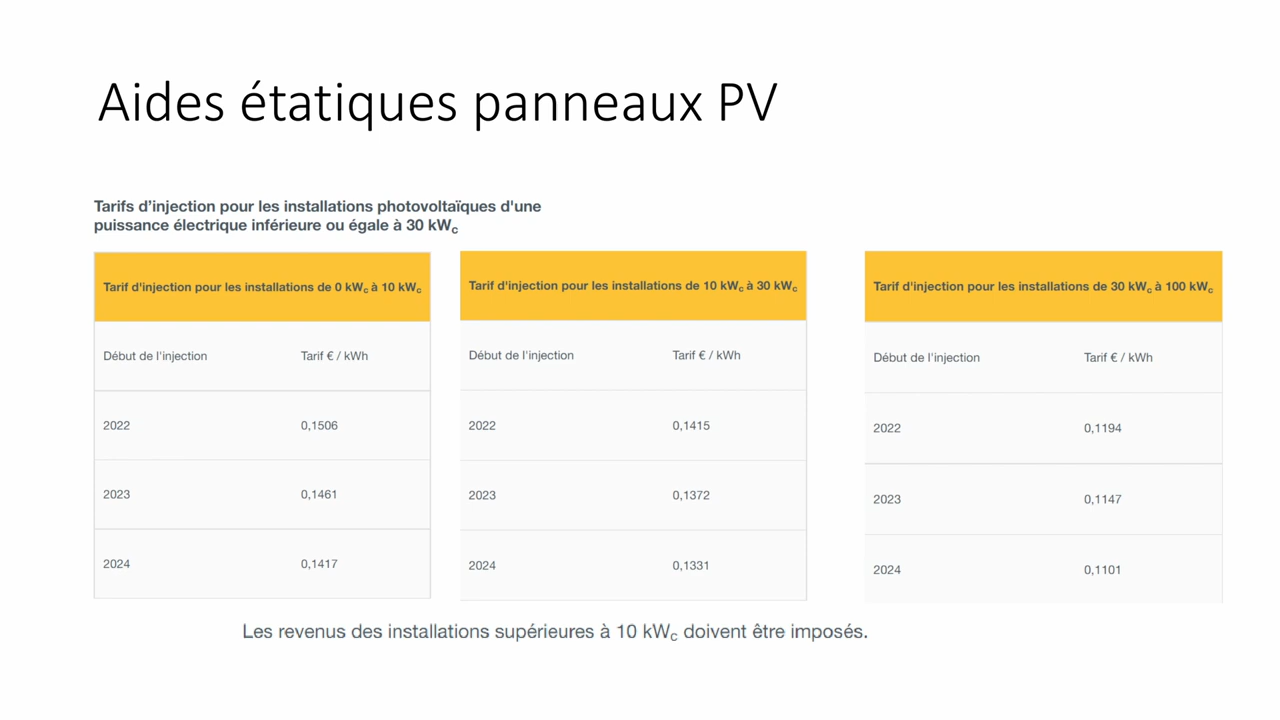 Aides étatiques panneaux PV
Tarifs d’injection pour les installations photovoltaïques d'une
puissance électrique inférieure ou égale à 30 kWc
Tarif d'injection pour les installations de 0 kWc à 10 kWc
Début de l'injection Tarif € / kWh
2022 0,1506
2023 0,1461
2024 0,1417
Tarif d'injection pour les installations de 10 kWc à 30 kWc
Début de l'injection Tarif € / kWh
2022 0,1415
2023 0,1372
2024 0,1331
Tarif d'injection pour les installations de 30 kWc à 100 kWc
Début de l'injection Tarif € / kWh
2022 0,1194
2023 0,1147
2024 0,1101
Les revenus des installations supérieures à 10 kWc doivent être imposés.